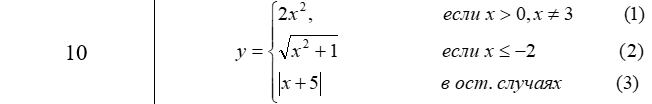 2x², если x > 0, x ≠ 3 (1)
10 y = √(x² + 1) если x ≤ −2 (2)
|x + 5| в ост. случаях (3)